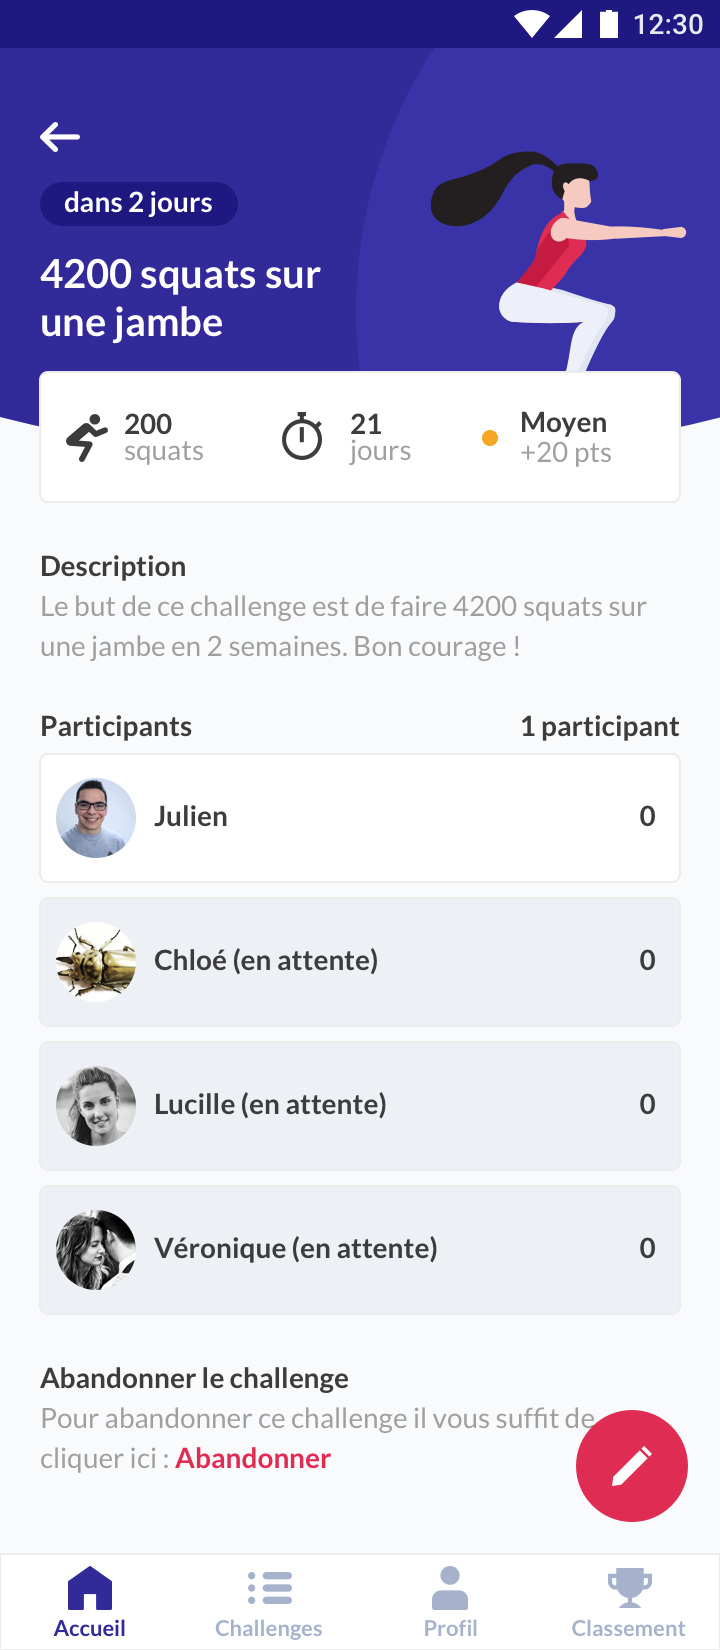 12:30
dans 2 jours
4200 squats sur
une jambe
200
squats
21
jours
Moyen
+20 pts
Description
Le but de ce challenge est de faire 4200 squats sur
une jambe en 2 semaines. Bon courage !
Participants 1 participant
Julien 0
Chloé (en attente) 0
Lucille (en attente) 0
Véronique (en attente) 0
Abandonner le challenge
Pour abandonner ce challenge il vous suffit de
cliquer ici : Abandonner
Accueil Challenges Profil Classement